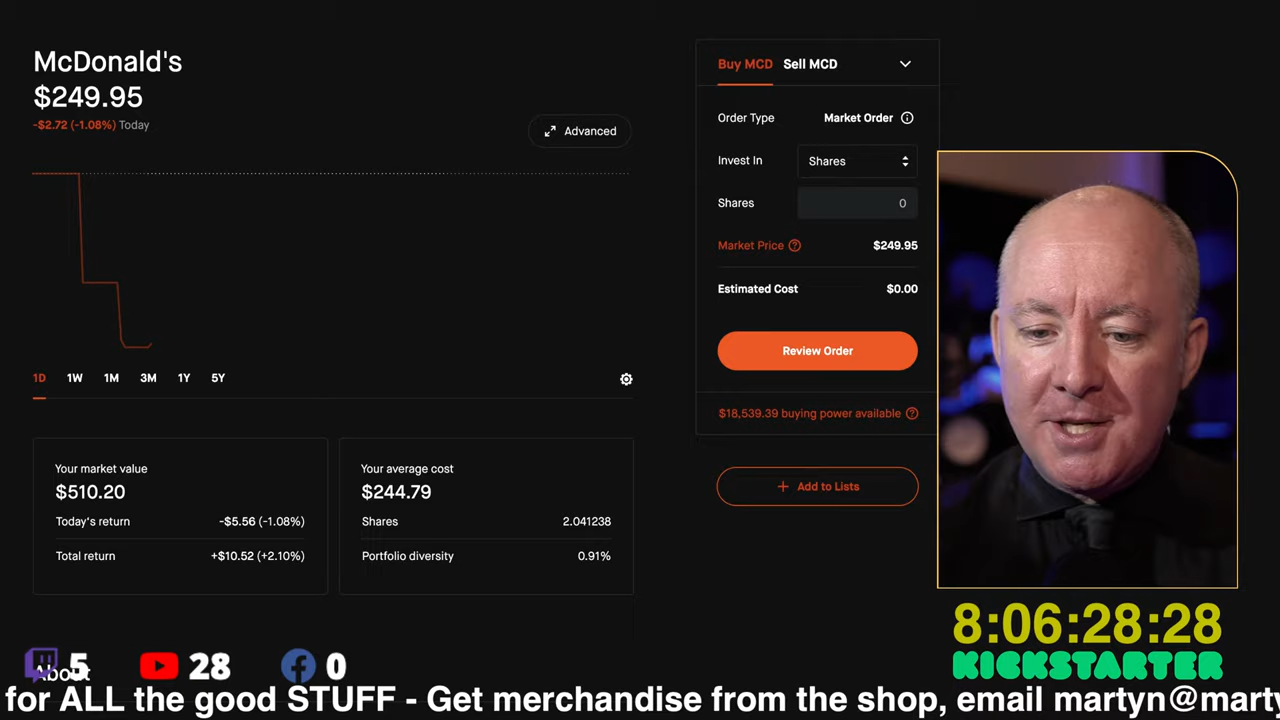 McDonald's
$249.95
-$2.72 (-1.08%) Today
Advanced
1D 1W 1M 3M 1Y 5Y
Your market value
$510.20
Today's return -$5.56 (-1.08%)
Total return +$10.52 (+2.10%)
Your average cost
$244.79
Shares 2.041238
Portfolio diversity 0.91%
Buy MCD Sell MCD
Order Type Market Order
Invest In Shares
Shares 0
Market Price $249.95
Estimated Cost $0.00
Review Order
$18,539.39 buying power available
+ Add to Lists
8:06:28:28
KICKSTARTER
About
5 28 0
for ALL the good STUFF - Get merchandise from the shop, email martyn@marty